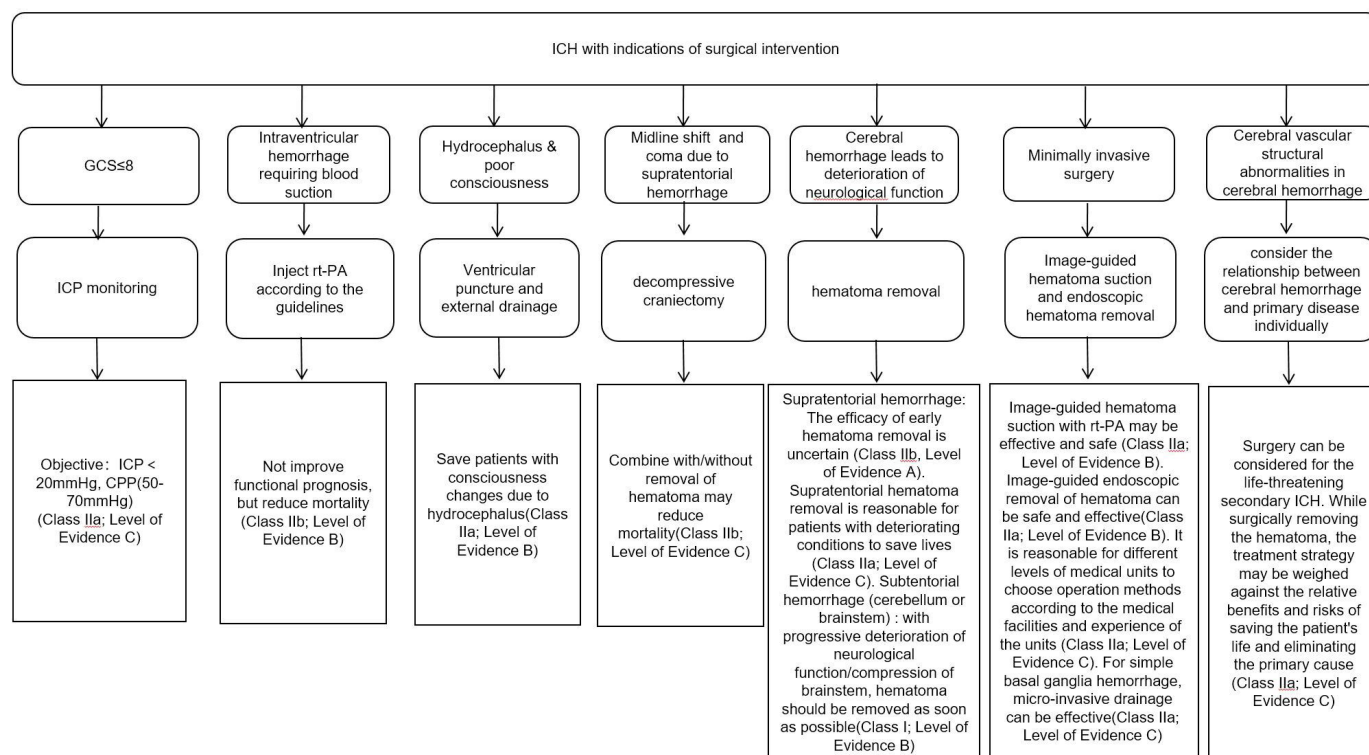 ICH with indications of surgical intervention
GCS≤8
Intraventricular
hemorrhage
requiring blood
suction
Hydrocephalus &
poor
consciousness
Midline shift  and
coma due to
supratentorial
hemorrhage
Cerebral
hemorrhage leads to
deterioration of
neurological function
Minimally invasive
surgery
Cerebral vascular
structural
abnormalities in
cerebral hemorrhage
ICP monitoring
Inject rt-PA
according to the
guidelines
Ventricular
puncture and
external drainage
decompressive
craniectomy
hematoma removal
Image-guided
hematoma suction
and endoscopic
hematoma removal
consider the
relationship between
cerebral hemorrhage
and primary disease
individually
Objective：ICP <
20mmHg, CPP(50-
70mmHg)
(Class IIa; Level of
Evidence C)
Not improve
functional prognosis,
but reduce mortality
(Class IIb; Level of
Evidence B)
Save patients with
consciousness
changes due to
hydrocephalus(Class
IIa; Level of
Evidence B)
Combine with/without
removal of
hematoma may
reduce
mortality(Class IIb;
Level of Evidence C)
Supratentorial hemorrhage:
The efficacy of early
hematoma removal is
uncertain (Class IIb, Level
of Evidence A).
Supratentorial hematoma
removal is reasonable for
patients with deteriorating
conditions to save lives
(Class IIa; Level of
Evidence C). Subtentorial
hemorrhage (cerebellum or
brainstem) : with
progressive deterioration of
neurological
function/compression of
brainstem, hematoma
should be removed as soon
as possible(Class I; Level of
Evidence B)
Image-guided hematoma
suction with rt-PA may be
effective and safe (Class IIa;
Level of Evidence B).
Image-guided endoscopic
removal of hematoma can
be safe and effective(Class
IIa; Level of Evidence B). It
is reasonable for different
levels of medical units to
choose operation methods
according to the medical
facilities and experience of
the units (Class IIa; Level of
Evidence C). For simple
basal ganglia hemorrhage,
micro-invasive drainage
can be effective(Class IIa;
Level of Evidence C)
Surgery can be
considered for the
life-threatening
secondary ICH. While
surgically removing
the hematoma, the
treatment strategy
may be weighed
against the relative
benefits and risks of
saving the patient's
life and eliminating
the primary cause
(Class IIa; Level of
Evidence C)